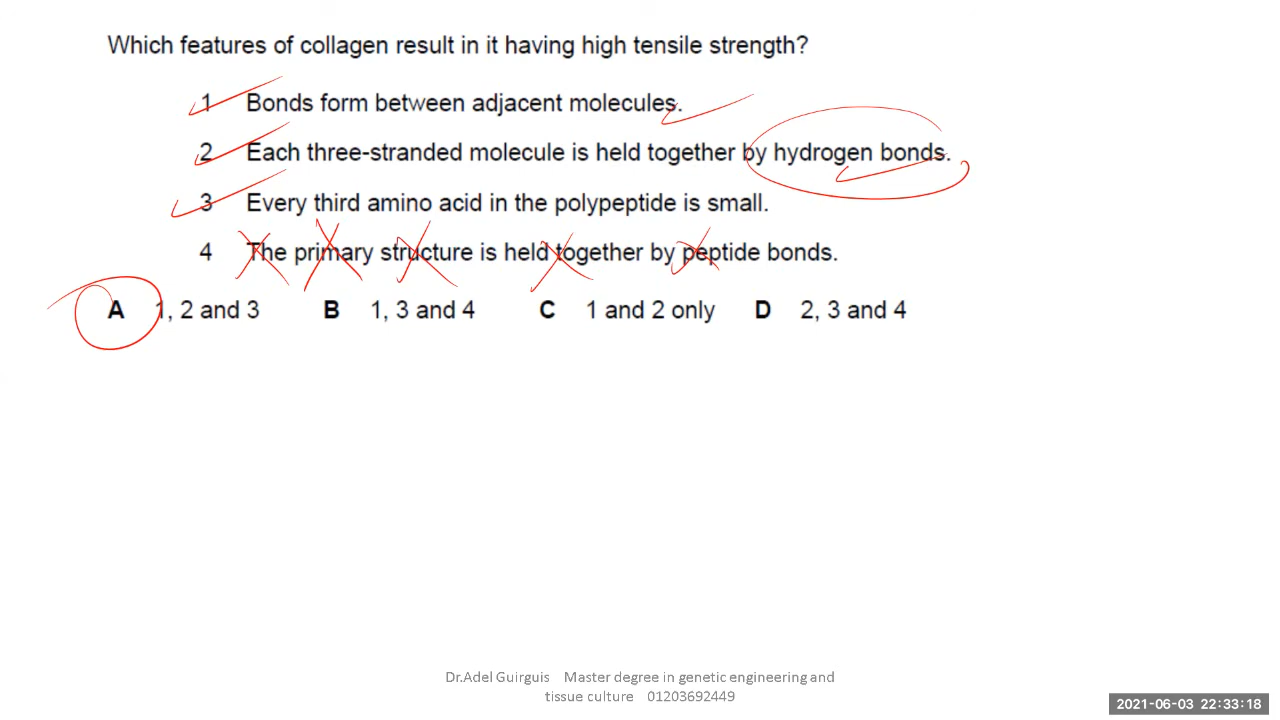 Which features of collagen result in it having high tensile strength?
1 Bonds form between adjacent molecules.
2 Each three-stranded molecule is held together by hydrogen bonds.
3 Every third amino acid in the polypeptide is small.
4 The primary structure is held together by peptide bonds.
A 1, 2 and 3 B 1, 3 and 4 C 1 and 2 only D 2, 3 and 4
Dr.Adel Guirguis Master degree in genetic engineering and
tissue culture 01203692449
2021-06-03 22:33:18